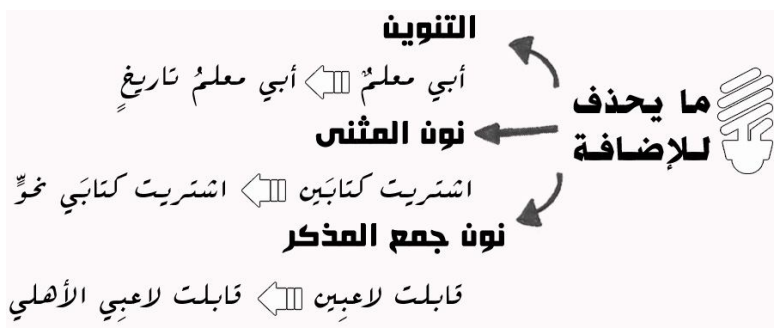 ما يحذف
للإضافة
التنوين
أبي معلمٌ أبي معلمُ تاريخٍ
نون المثنى
اشتريت كتابَين اشتريت كتابَي نحوٍّ
نون جمع المذكر
قابلت لاعبِين قابلت لاعبِي الأهلي